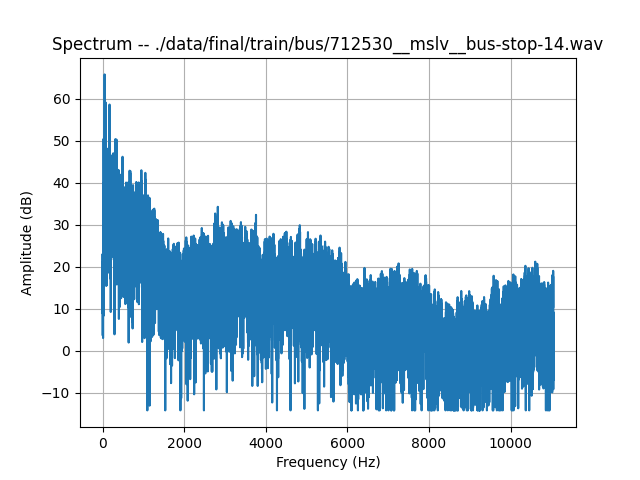 Spectrum -- ./data/final/train/bus/712530__mslv__bus-stop-14.wav
60
50
40
30
20
10
0
−10
Amplitude (dB)
0 2000 4000 6000 8000 10000
Frequency (Hz)